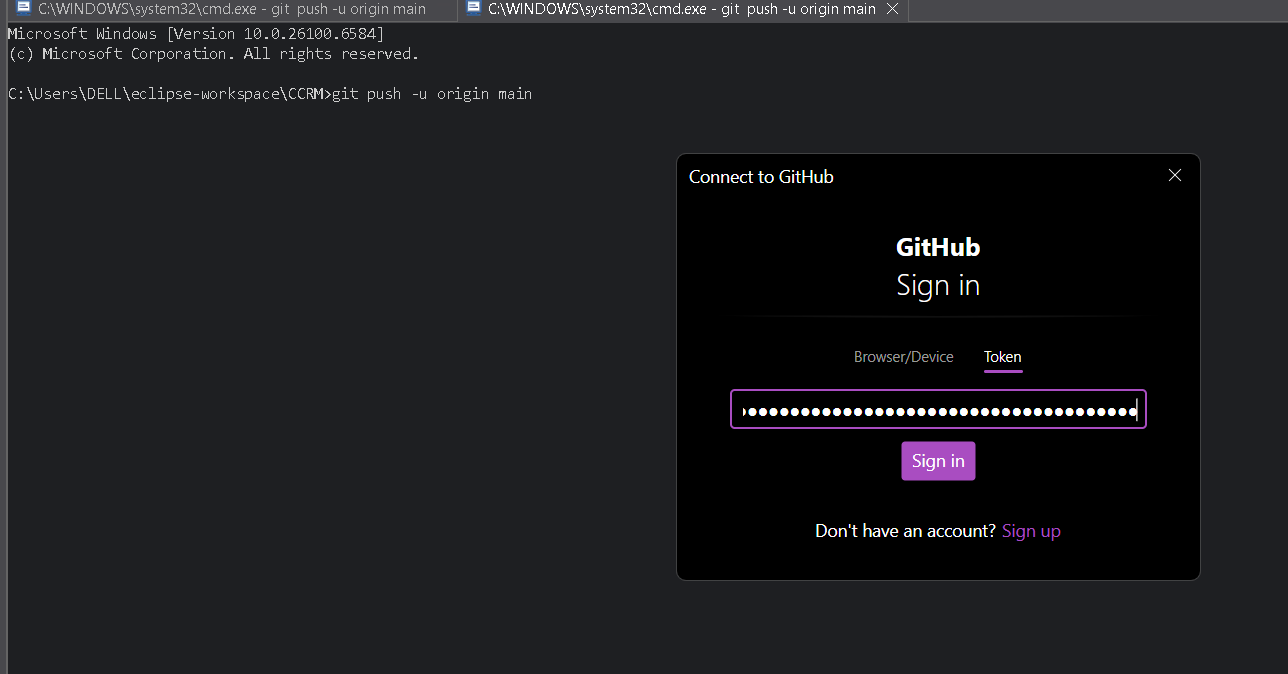 C:\WINDOWS\system32\cmd.exe - git  push -u origin main
C:\WINDOWS\system32\cmd.exe - git  push -u origin main
Microsoft Windows [Version 10.0.26100.6584]
(c) Microsoft Corporation. All rights reserved.
C:\Users\DELL\eclipse-workspace\CCRM>git push -u origin main
Connect to GitHub
GitHub
Sign in
Browser/Device Token
Sign in
Don't have an account? Sign up